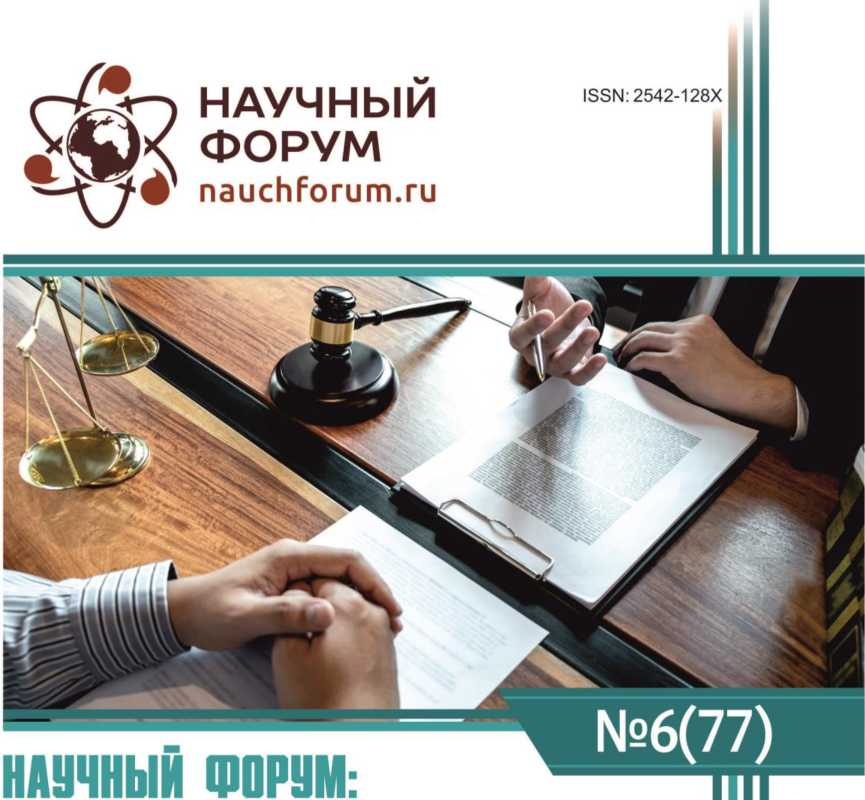 НАУЧНЫЙ
ФОРУМ
nauchforum.ru
ISSN: 2542-128X
№6(77)
НАУЧНЫЙ ФОРУМ: